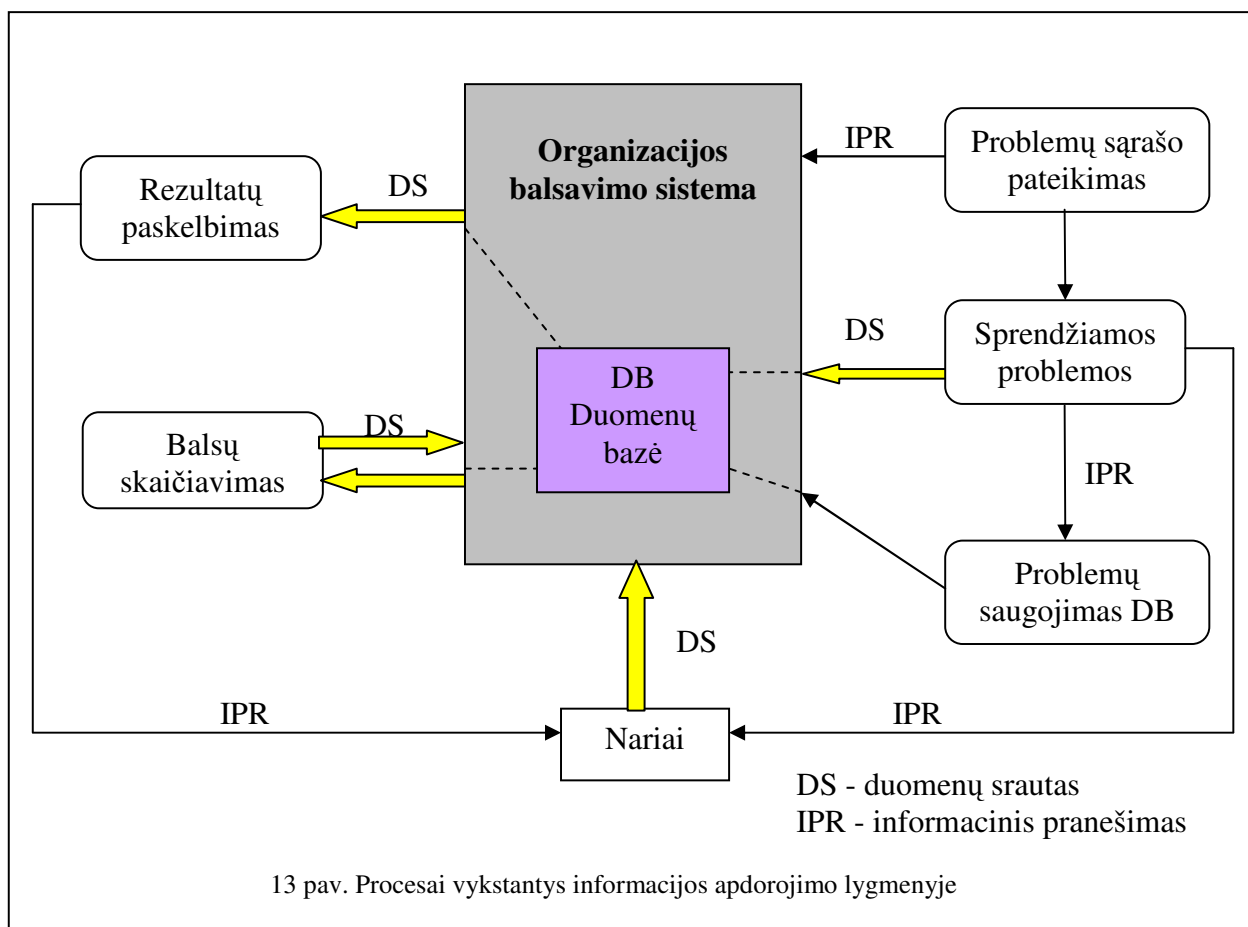 Organizacijos
balsavimo sistema
IPR
Problemų sąrašo
pateikimas
Rezultatų
paskelbimas
DS
DS
Sprendžiamos
problemos
DB
Duomenų
bazė
Balsų
skaičiavimas
DS
IPR
Problemų
saugojimas DB
DS
IPR
Nariai
IPR
DS - duomenų srautas
IPR - informacinis pranešimas
13 pav. Procesai vykstantys informacijos apdorojimo lygmenyje